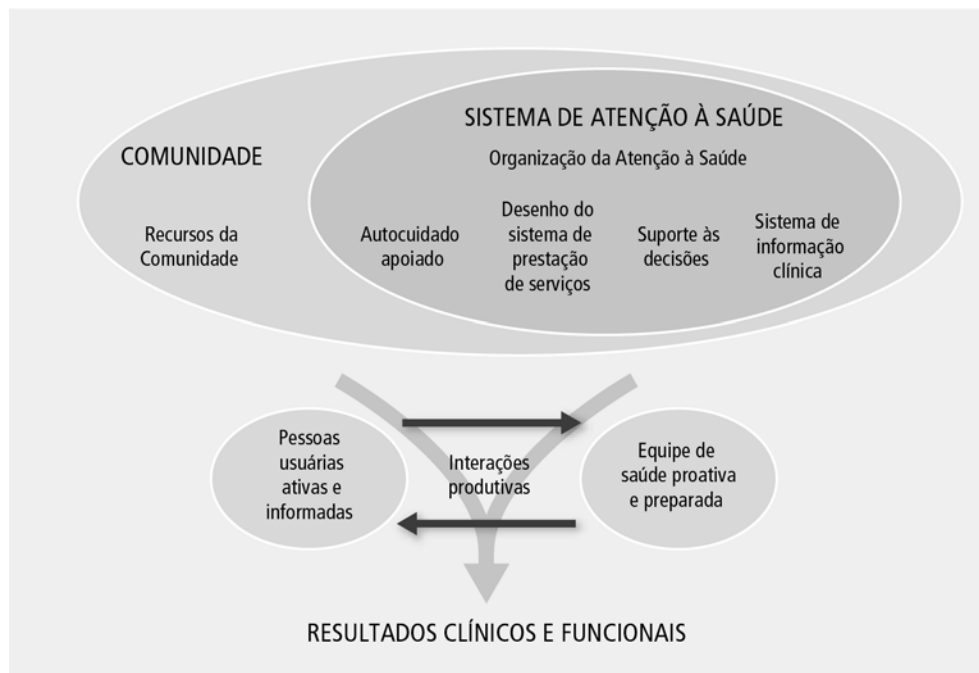 SISTEMA DE ATENÇÃO À SAÚDE
Organização da Atenção à Saúde
COMUNIDADE
Recursos da
Comunidade
Autocuidado
apoiado
Desenho do
sistema de
prestação
de serviços
Suporte às
decisões
Sistema de
informação
clínica
Pessoas
usuárias
ativas e
informadas
Interações
produtivas
Equipe de
saúde proativa
e preparada
RESULTADOS CLÍNICOS E FUNCIONAIS